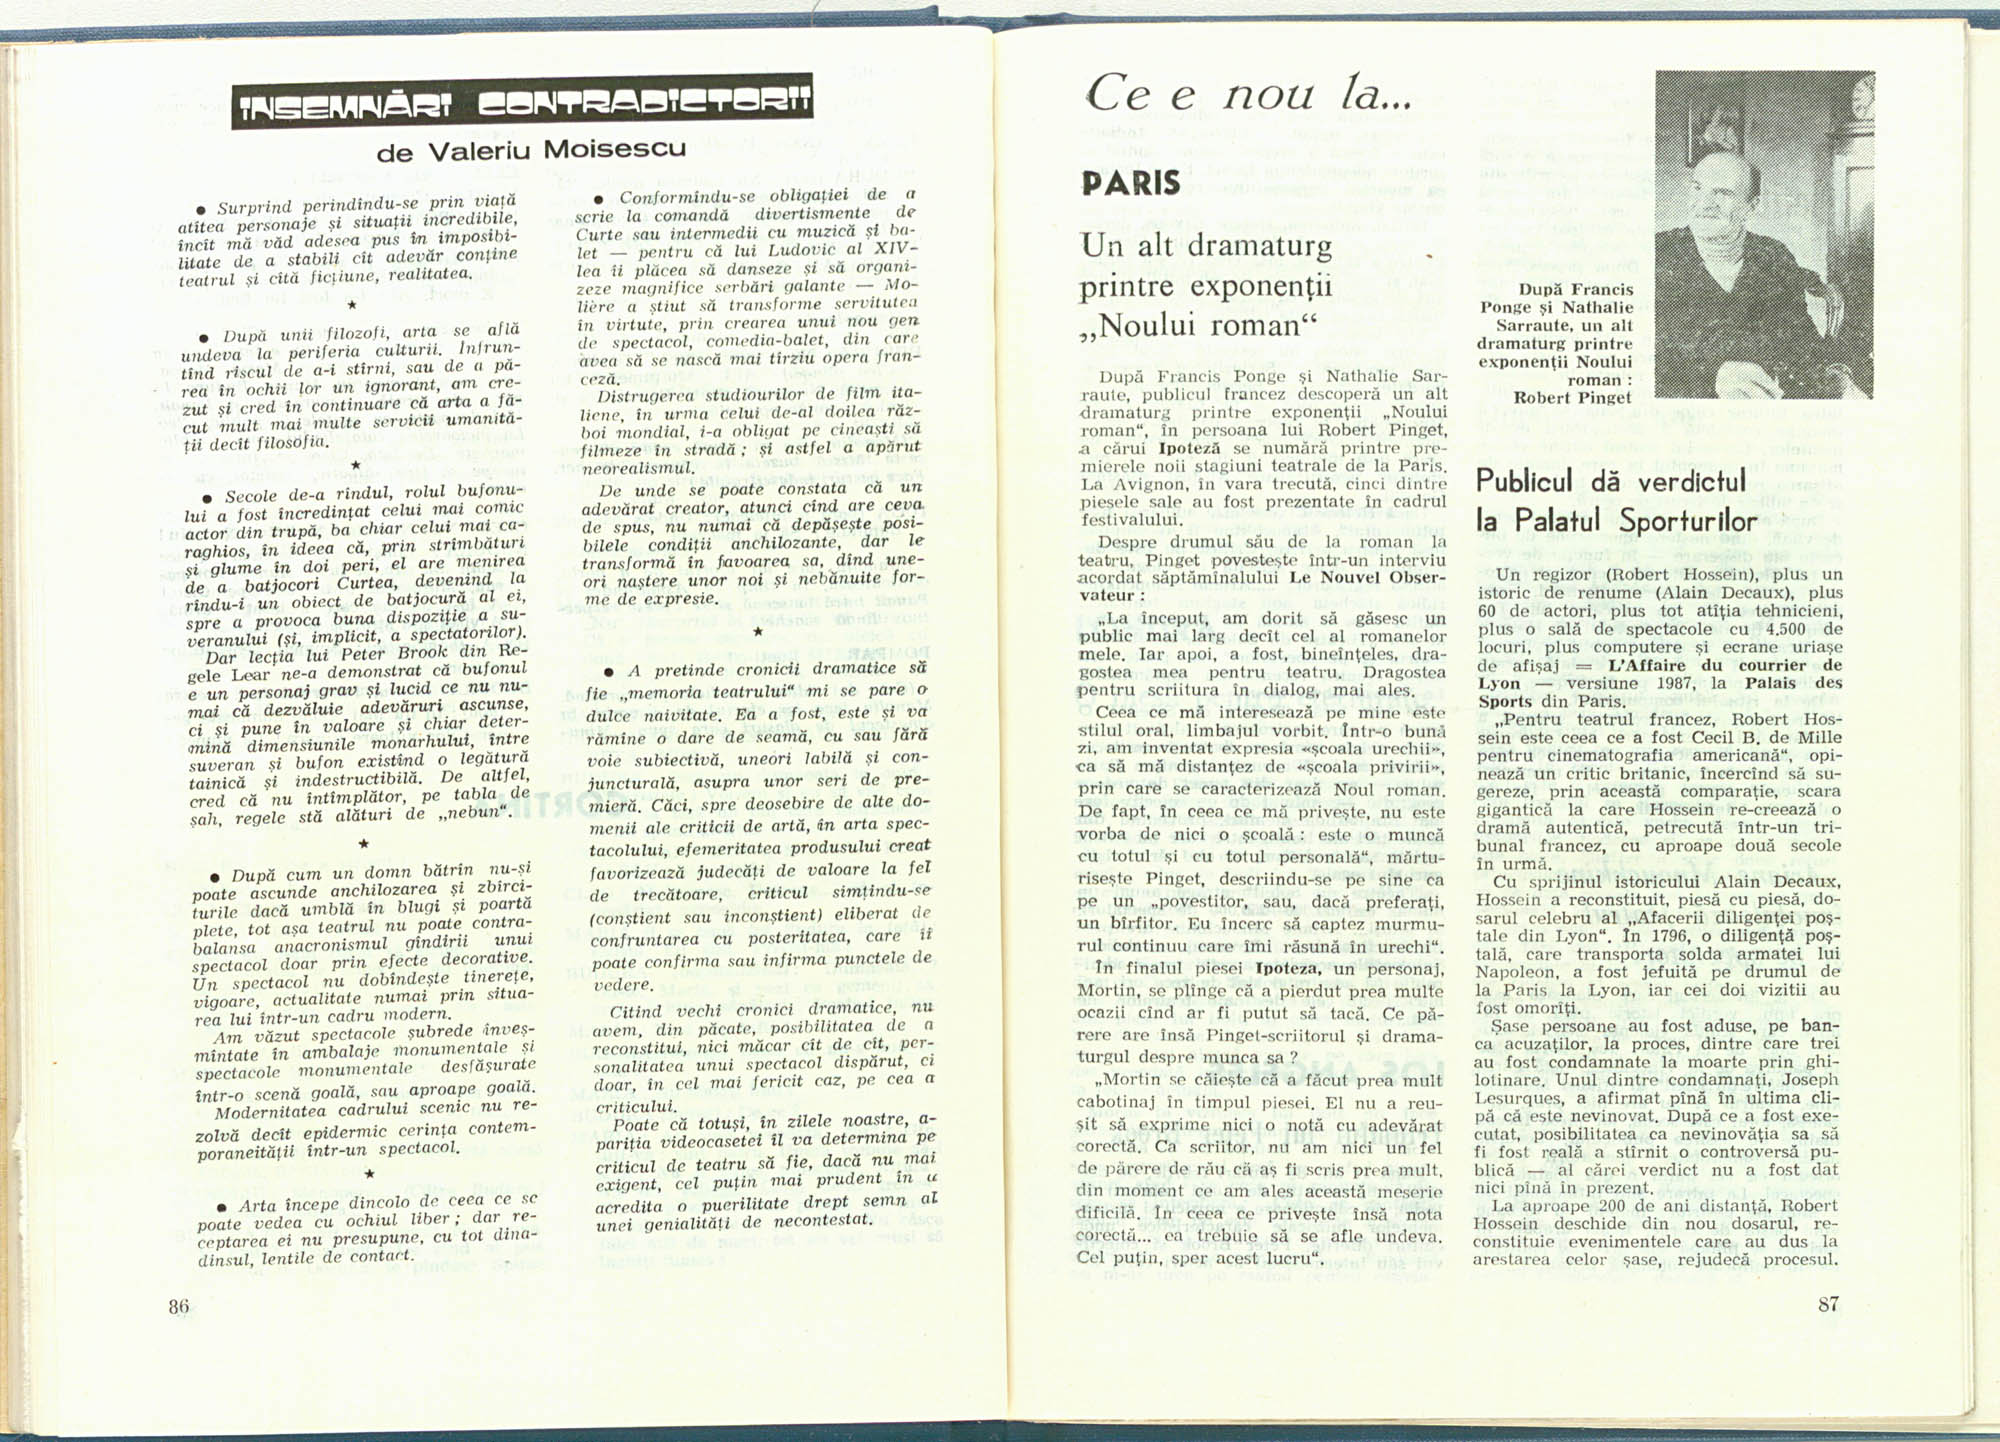 ÎNSEMNĂRI CONTRADICTORII
de Valeriu Moisescu
● Surprind perindîndu-se prin viață
atîtea personaje și situații incredibile,
încît mă văd adesea pus în imposibi-
litate de a stabili cît adevăr conține
teatrul și cîtă ficțiune, realitatea.
★
● După unii filozofi, arta se află
undeva la periferia culturii. Înfrun-
tînd riscul de a-i stîrni, sau de a pă-
rea în ochii lor un ignorant, am cre-
zut și cred în continuare că arta a fă-
cut mult mai multe servicii umanită-
ții decît filosofia.
★
● Secole de-a rîndul, rolul bufonu-
lui a fost încredințat celui mai comic
actor din trupă, ba chiar celui mai ca-
raghios, în ideea că, prin strîmbături
și glume în doi peri, el are menirea
de a batjocori Curtea, devenind la
rîndu-i un obiect de batjocură al ei,
spre a provoca buna dispoziție a su-
veranului (și, implicit, a spectatorilor).
Dar lecția lui Peter Brook din Re-
gele Lear ne-a demonstrat că bufonul
e un personaj grav și lucid ce nu nu-
mai că dezvăluie adevăruri ascunse,
ci și pune în valoare și chiar deter-
mină dimensiunile monarhului, între
suveran și bufon existînd o legătură
tainică și indestructibilă. De altfel,
cred că nu întîmplător, pe tabla de
șah, regele stă alături de „nebun“.
★
● După cum un domn bătrîn nu-și
poate ascunde anchilozarea și zbîrci-
turile dacă umblă în blugi și poartă
plete, tot așa teatrul nu poate contra-
balansa anacronismul gîndirii unui
spectacol doar prin efecte decorative.
Un spectacol nu dobîndește tinerețe,
vigoare, actualitate numai prin situa-
rea lui într-un cadru modern.
Am văzut spectacole șubrede înveș-
mîntate în ambalaje monumentale și
spectacole monumentale desfășurate
într-o scenă goală, sau aproape goală.
Modernitatea cadrului scenic nu re-
zolvă decît epidermic cerința contem-
poraneității într-un spectacol.
★
● Arta începe dincolo de ceea ce se
poate vedea cu ochiul liber ; dar re-
ceptarea ei nu presupune, cu tot dina-
dinsul, lentile de contact.
● Conformîndu-se obligației de a
scrie la comandă divertismente de
Curte sau intermedii cu muzică și ba-
let — pentru că lui Ludovic al XIV-
lea îi plăcea să danseze și să organi-
zeze magnifice serbări galante — Mo-
lière a știut să transforme servitutea
în virtute, prin crearea unui nou gen
de spectacol, comedia-balet, din care
avea să se nască mai tîrziu opera fran-
ceză.
Distrugerea studiourilor de film ita-
liene, în urma celui de-al doilea răz-
boi mondial, i-a obligat pe cineaști să
filmeze în stradă ; și astfel a apărut
neorealismul.
De unde se poate constata că un
adevărat creator, atunci cînd are ceva
de spus, nu numai că depășește posi-
bilele condiții anchilozante, dar le
transformă în favoarea sa, dînd une-
ori naștere unor noi și nebănuite for-
me de expresie.
★
● A pretinde cronicii dramatice să
fie „memoria teatrului“ mi se pare o
dulce naivitate. Ea a fost, este și va
rămîne o dare de seamă, cu sau fără
voie subiectivă, uneori labilă și con-
juncturală, asupra unor seri de pre-
mieră. Căci, spre deosebire de alte do-
menii ale criticii de artă, în arta spec-
tacolului, efemeritatea produsului creat
favorizează judecăți de valoare la fel
de trecătoare, criticul simțindu-se
(conștient sau inconștient) eliberat de
confruntarea cu posteritatea, care îi
poate confirma sau infirma punctele de
vedere.
Citind vechi cronici dramatice, nu
avem, din păcate, posibilitatea de a
reconstitui, nici măcar cît de cît, per-
sonalitatea unui spectacol dispărut, ci
doar, în cel mai fericit caz, pe cea a
criticului.
Poate că totuși, în zilele noastre, a-
pariția videocasetei îl va determina pe
criticul de teatru să fie, dacă nu mai
exigent, cel puțin mai prudent în a
acredita o puerilitate drept semn al
unei genialități de necontestat.
86
Ce e nou la...
PARIS
Un alt dramaturg
printre exponenții
„Noului roman“
După Francis Ponge și Nathalie Sar-
raute, publicul francez descoperă un alt
dramaturg printre exponenții „Noului
roman“, în persoana lui Robert Pinget,
a cărui Ipoteză se numără printre pre-
mierele noii stagiuni teatrale de la Paris.
La Avignon, în vara trecută, cinci dintre
piesele sale au fost prezentate în cadrul
festivalului.
Despre drumul său de la roman la
teatru, Pinget povestește într-un interviu
acordat săptămînalului Le Nouvel Obser-
vateur :
„La început, am dorit să găsesc un
public mai larg decît cel al romanelor
mele. Iar apoi, a fost, bineînțeles, dra-
gostea mea pentru teatru. Dragostea
pentru scriitura în dialog, mai ales.
Ceea ce mă interesează pe mine este
stilul oral, limbajul vorbit. Într-o bună
zi, am inventat expresia «școala urechii»,
ca să mă distanțez de «școala privirii»,
prin care se caracterizează Noul roman.
De fapt, în ceea ce mă privește, nu este
vorba de nici o școală : este o muncă
cu totul și cu totul personală“, mărtu-
risește Pinget, descriindu-se pe sine ca
pe un „povestitor, sau, dacă preferați,
un bîrfitor. Eu încerc să captez murmu-
rul continuu care îmi răsună în urechi“.
În finalul piesei Ipoteza, un personaj,
Mortin, se plînge că a pierdut prea multe
ocazii cînd ar fi putut să tacă. Ce pă-
rere are însă Pinget-scriitorul și drama-
turgul despre munca sa ?
„Mortin se căiește că a făcut prea mult
cabotinaj în timpul piesei. El nu a reu-
șit să exprime nici o notă cu adevărat
corectă. Ca scriitor, nu am nici un fel
de părere de rău că aș fi scris prea mult,
din moment ce am ales această meserie
dificilă. În ceea ce privește însă nota
corectă... ea trebuie să se afle undeva.
Cel puțin, sper acest lucru“.
După Francis
Ponge și Nathalie
Sarraute, un alt
dramaturg printre
exponenții Noului
roman :
Robert Pinget
Publicul dă verdictul
la Palatul Sporturilor
Un regizor (Robert Hossein), plus un
istoric de renume (Alain Decaux), plus
60 de actori, plus tot atîția tehnicieni,
plus o sală de spectacole cu 4.500 de
locuri, plus computere și ecrane uriașe
de afișaj = L'Affaire du courrier de
Lyon — versiune 1987, la Palais des
Sports din Paris.
„Pentru teatrul francez, Robert Hos-
sein este ceea ce a fost Cecil B. de Mille
pentru cinematografia americană“, opi-
nează un critic britanic, încercînd să su-
gereze, prin această comparație, scara
gigantică la care Hossein re-creează o
dramă autentică, petrecută într-un tri-
bunal francez, cu aproape două secole
în urmă.
Cu sprijinul istoricului Alain Decaux,
Hossein a reconstituit, piesă cu piesă, do-
sarul celebru al „Afacerii diligenței poș-
tale din Lyon“. În 1796, o diligență poș-
tală, care transporta solda armatei lui
Napoleon, a fost jefuită pe drumul de
la Paris la Lyon, iar cei doi vizitii au
fost omorîți.
Șase persoane au fost aduse, pe ban-
ca acuzaților, la proces, dintre care trei
au fost condamnate la moarte prin ghi-
lotinare. Unul dintre condamnați, Joseph
Lesurques, a afirmat pînă în ultima cli-
pă că este nevinovat. După ce a fost exe-
cutat, posibilitatea ca nevinovăția sa să
fi fost reală a stîrnit o controversă pu-
blică — al cărei verdict nu a fost dat
nici pînă în prezent.
La aproape 200 de ani distanță, Robert
Hossein deschide din nou dosarul, re-
constituie evenimentele care au dus la
arestarea celor șase, rejudecă procesul.
87